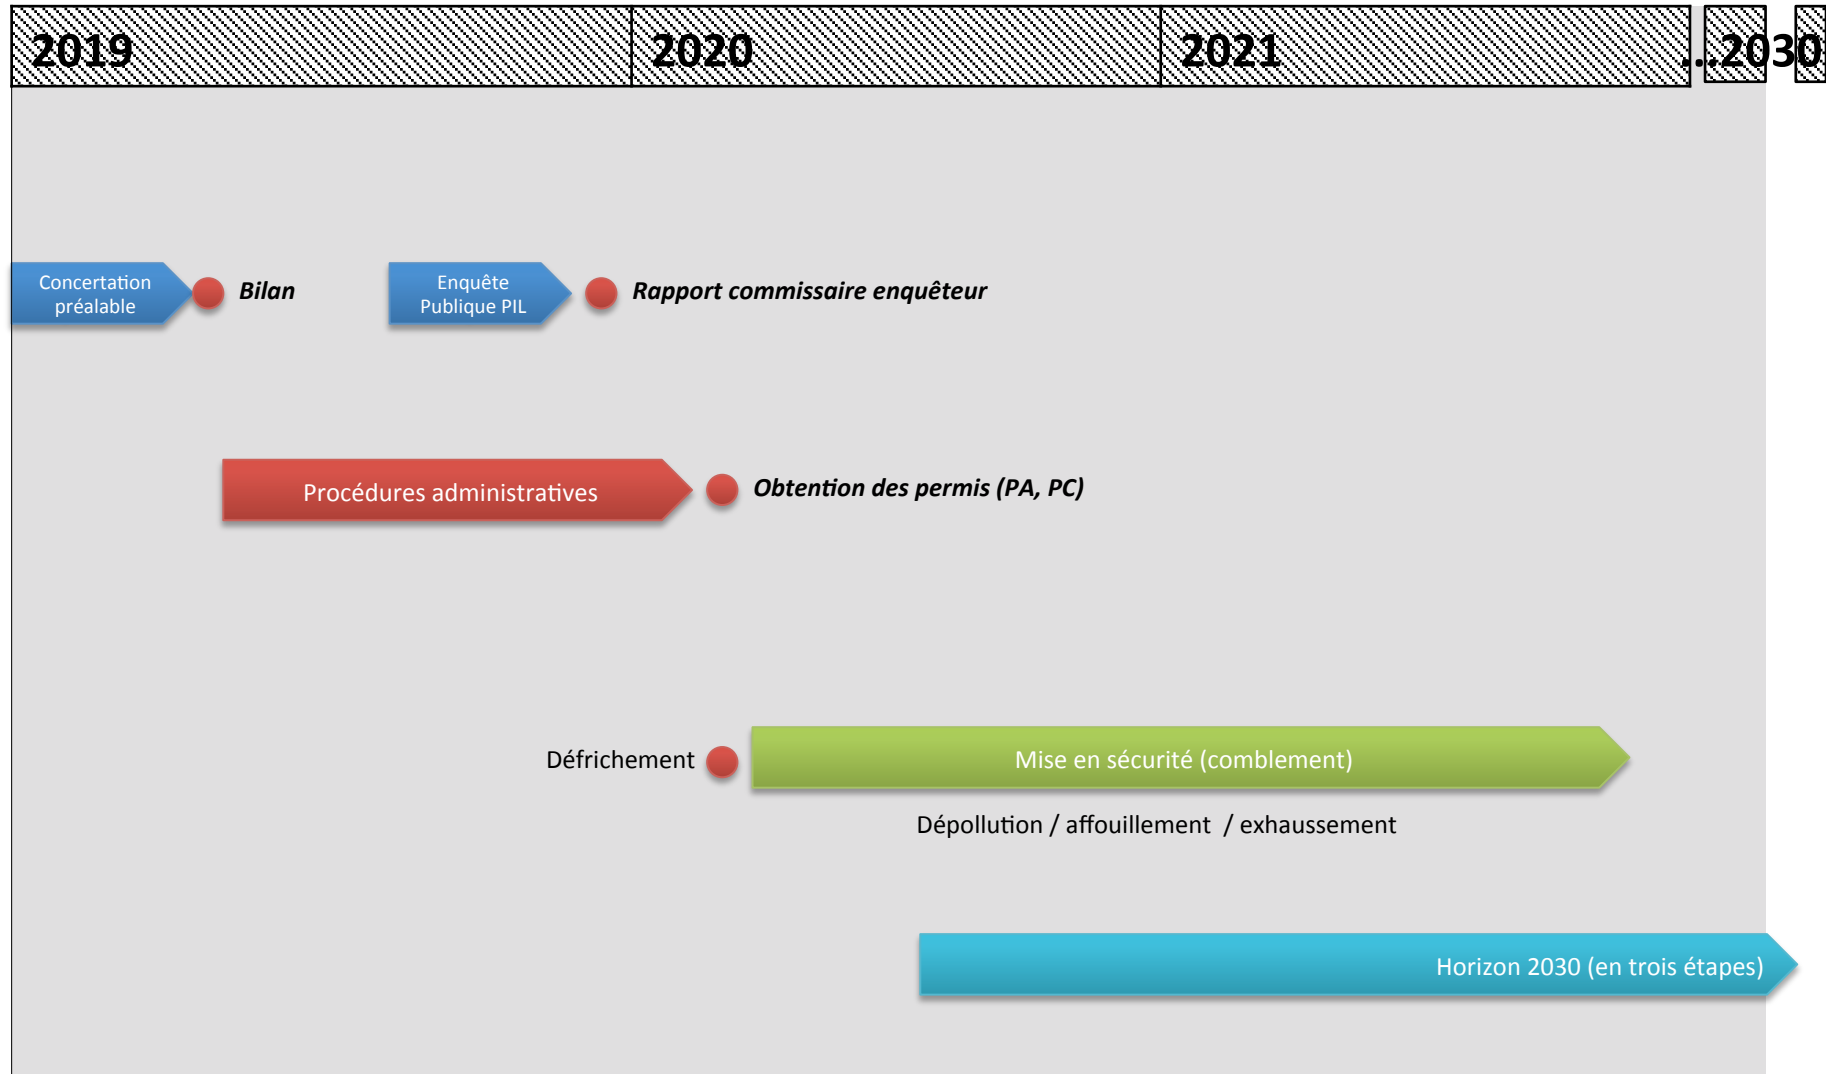 2019
2020
2021
...2030
Concertation
préalable
Bilan
Enquête
Publique PIL
Rapport commissaire enquêteur
Procédures administratives
Obtention des permis (PA, PC)
Défrichement
Mise en sécurité (comblement)
Dépollution / affouillement / exhaussement
Horizon 2030 (en trois étapes)